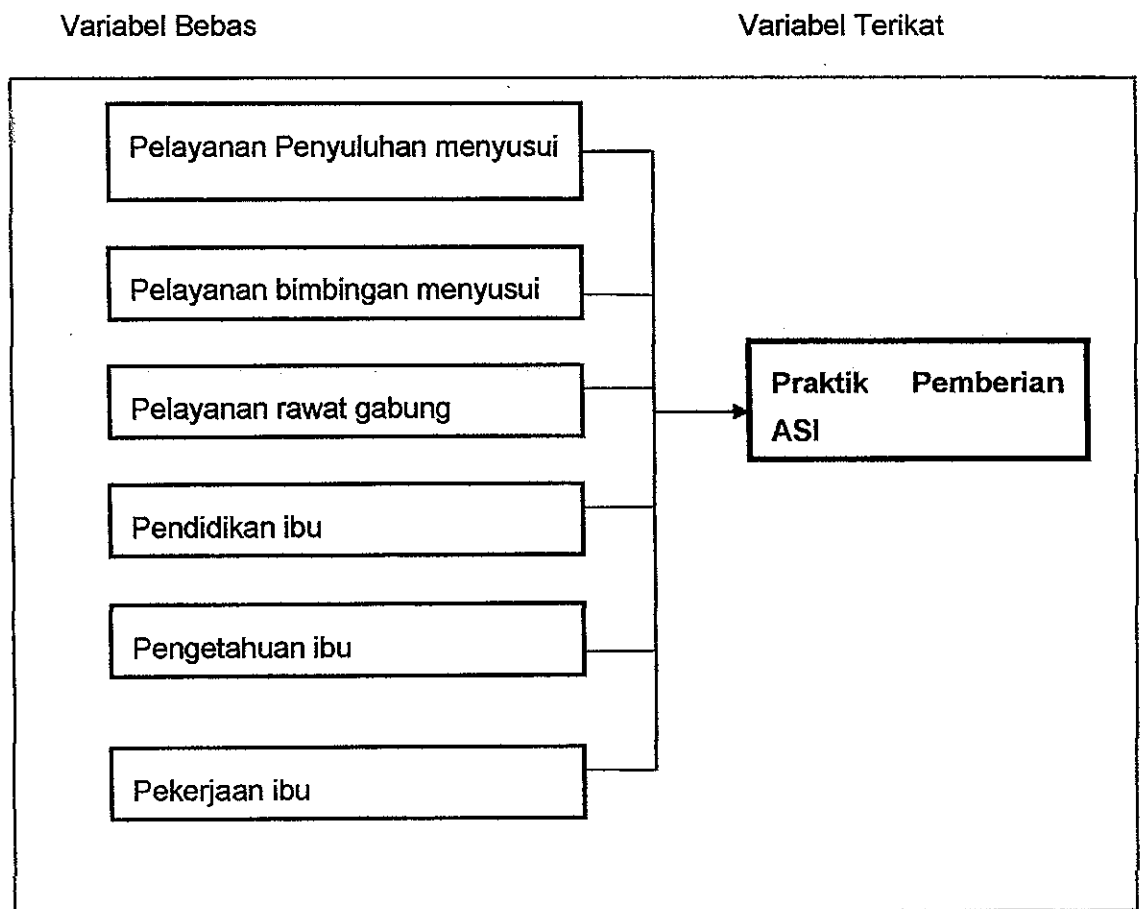 Variabel Bebas
Variabel Terikat
Pelayanan Penyuluhan menyusui
Pelayanan bimbingan menyusui
Pelayanan rawat gabung
Pendidikan ibu
Pengetahuan ibu
Pekerjaan ibu
Praktik Pemberian
ASI